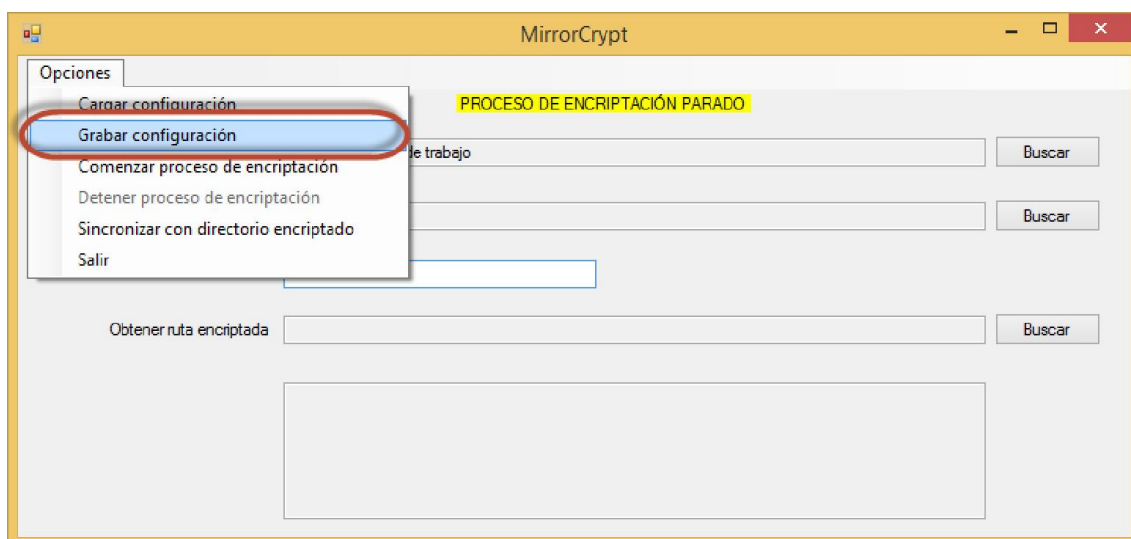 MirrorCrypt
Opciones
Cargar configuración
PROCESO DE ENCRIPTACIÓN PARADO
Grabar configuración
de trabajo
Buscar
Comenzar proceso de encriptación
Detener proceso de encriptación
Buscar
Sincronizar con directorio encriptado
Salir
Obtener ruta encriptada
Buscar